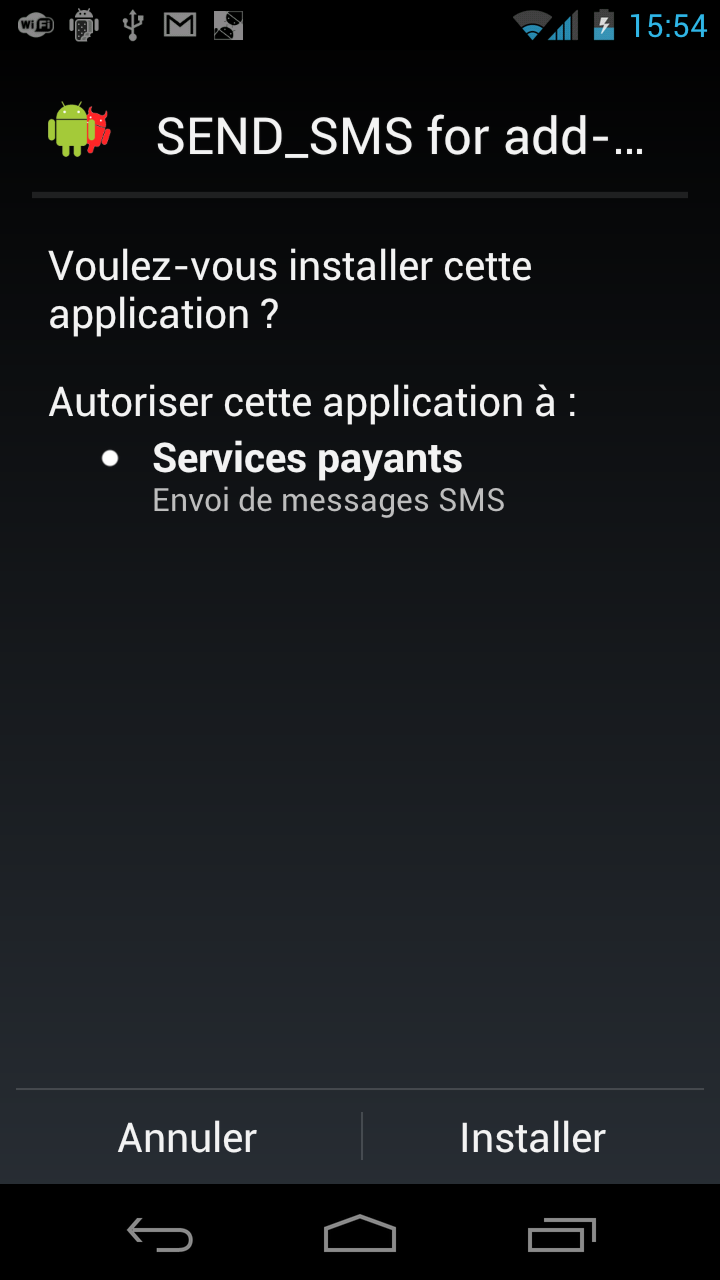 WiFi
15:54
SEND_SMS for add-...
Voulez-vous installer cette
application ?
Autoriser cette application à :
Services payants
Envoi de messages SMS
Annuler
Installer